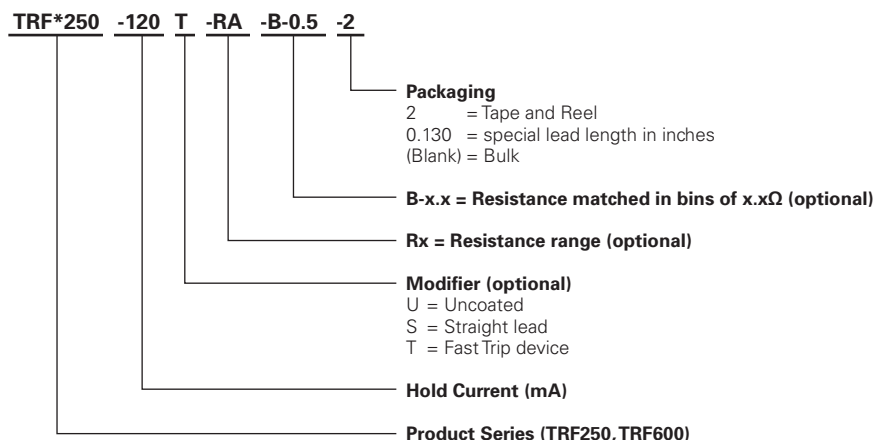 TRF*250 -120 T -RA -B-0.5 -2
Packaging
2 = Tape and Reel
0.130 = special lead length in inches
(Blank) = Bulk
B-x.x = Resistance matched in bins of x.xΩ (optional)
Rx = Resistance range (optional)
Modifier (optional)
U = Uncoated
S = Straight lead
T = Fast Trip device
Hold Current (mA)
Product Series (TRF250, TRF600)